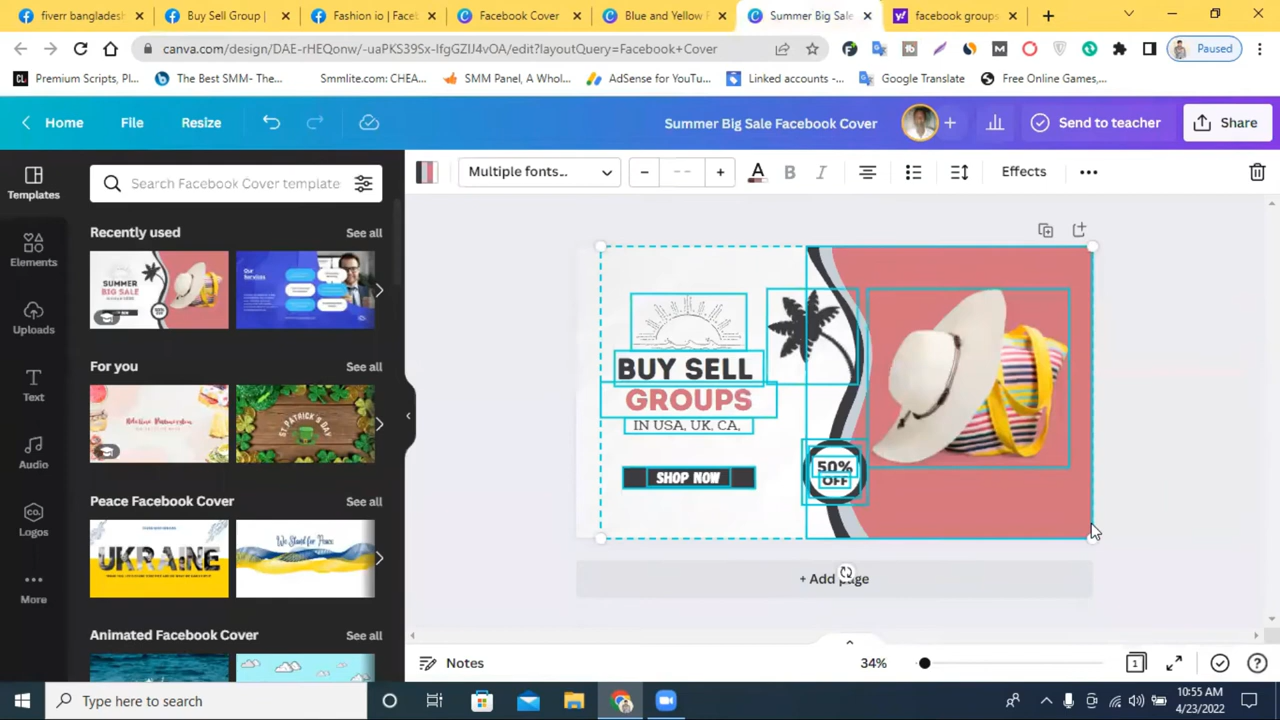 fiver bangladesh
Buy Sell Group |
Fashion io | Face
Facebook Cover
Blue and Yellow F
Summer Big Sale
facebook groups
canva.com/design/DAE-rHEQonw/-uaPKS39Sx-IfgGZIJ4vOA/edit?layoutQuery=Facebook+Cover
Paused
Premium Scripts, Pl...
The Best SMM- The...
Smmlite.com: CHEA...
SMM Panel, A Whol...
AdSense for YouTu...
Linked accounts -...
Google Translate
Free Online Games,...
Home
File
Resize
Summer Big Sale Facebook Cover
Send to teacher
Share
Templates
Elements
Uploads
Text
Audio
Logos
More
Search Facebook Cover template
Multiple fonts...
A
B
I
Effects
Recently used
See all
SUMMER
BIG SALE
Our
Services
For you
See all
ST PATRICK'S
DAY
Peace Facebook Cover
See all
UKRAINE
We Stand for Peace
Animated Facebook Cover
See all
BUY SELL
GROUPS
IN USA, UK, CA,
SHOP NOW
50%
OFF
+ Add page
Notes
34%
1
Type here to search
10:55 AM
4/23/2022